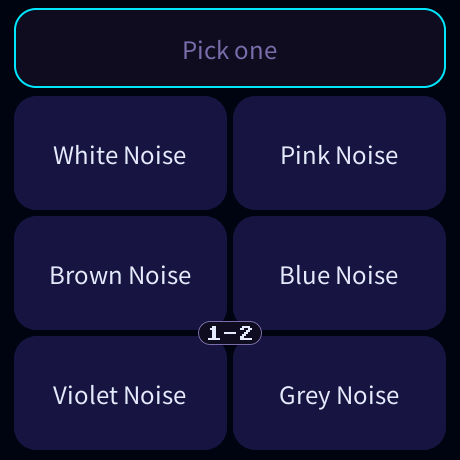 Pick one
White Noise
Pink Noise
Brown Noise
Blue Noise
1-2
Violet Noise
Grey Noise